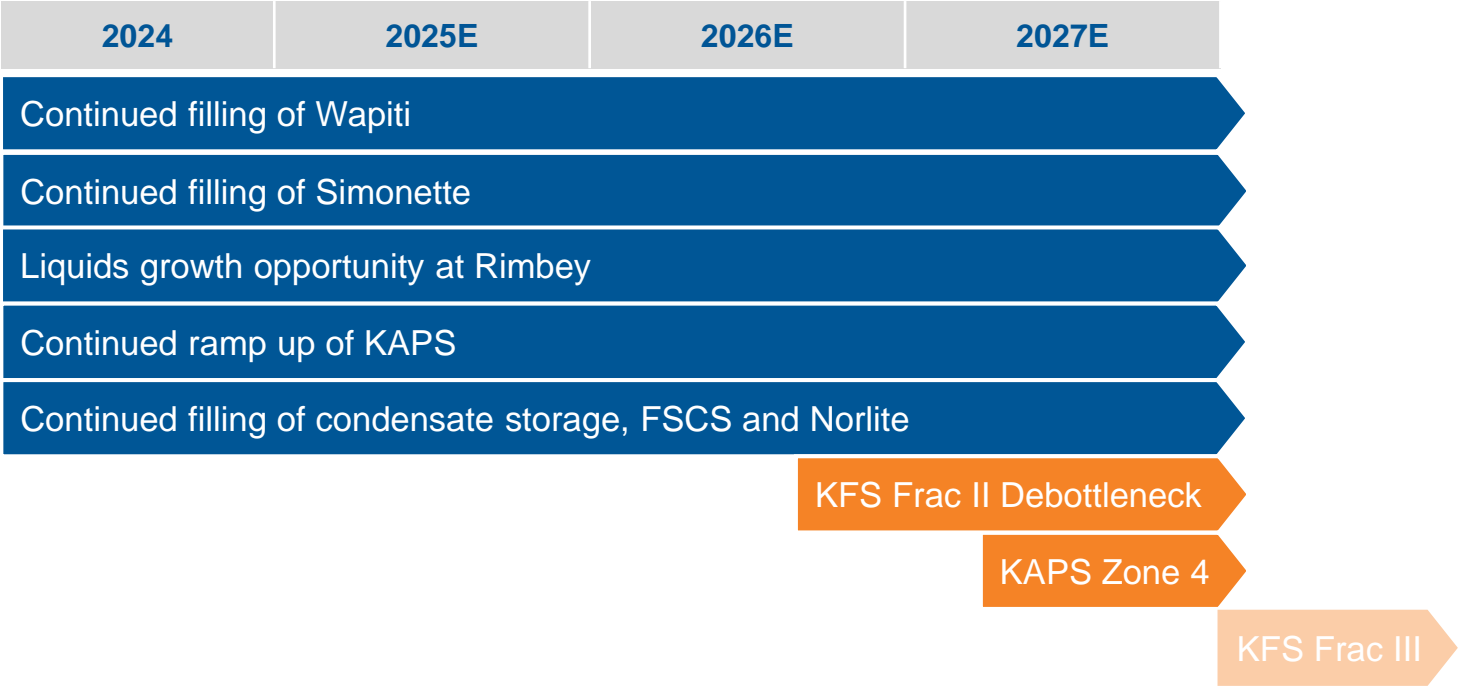 2024 2025E 2026E 2027E
Continued filling of Wapiti
Continued filling of Simonette
Liquids growth opportunity at Rimbey
Continued ramp up of KAPS
Continued filling of condensate storage, FSCS and Norlite
KFS Frac II Debottleneck
KAPS Zone 4
KFS Frac III